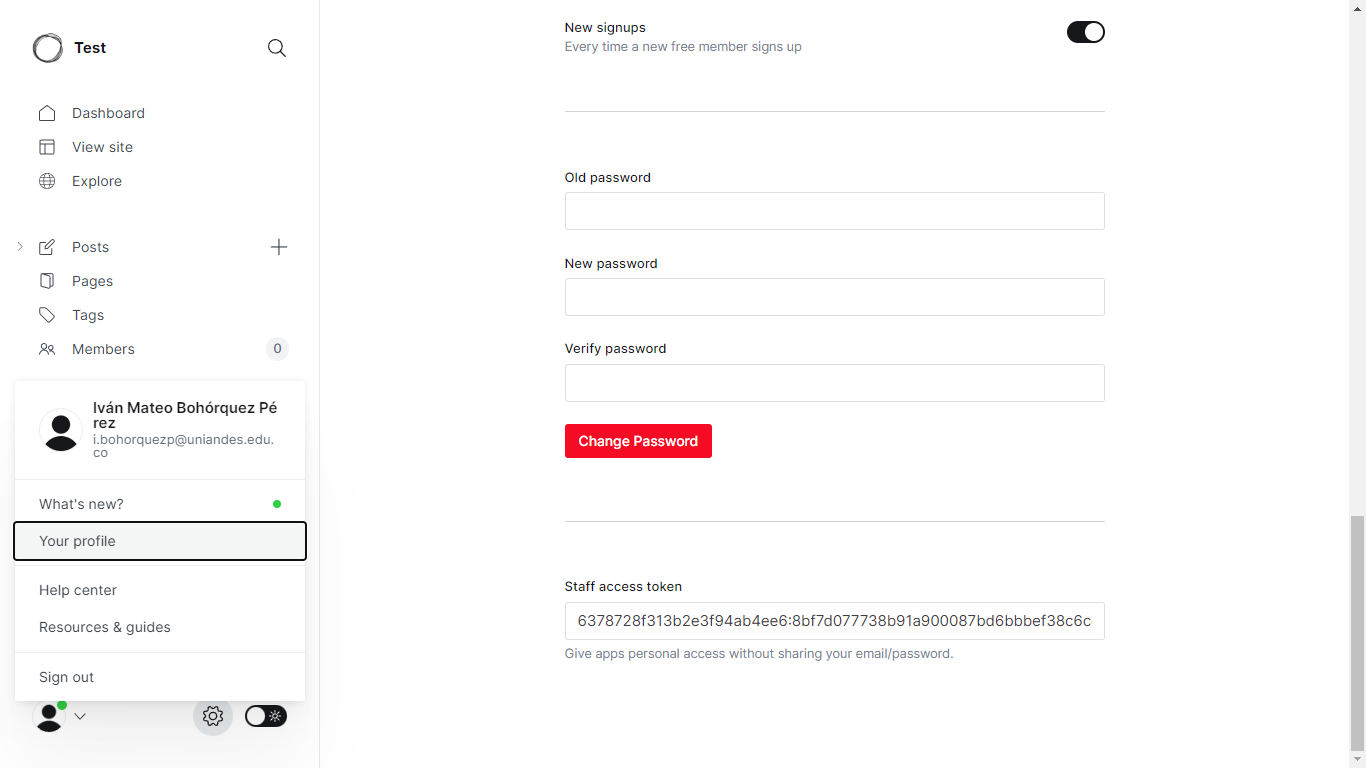 Test
Dashboard
View site
Explore
Posts
Pages
Tags
Members
0
Iván Mateo Bohórquez Pé
rez
i.bohorquezp@uniandes.edu.
co
What's new?
Your profile
Help center
Resources & guides
Sign out
New signups
Every time a new free member signs up
Old password
New password
Verify password
Change Password
Staff access token
6378728f313b2e3f94ab4ee6:8bf7d077738b91a900087bd6bbbef38c6c
Give apps personal access without sharing your email/password.